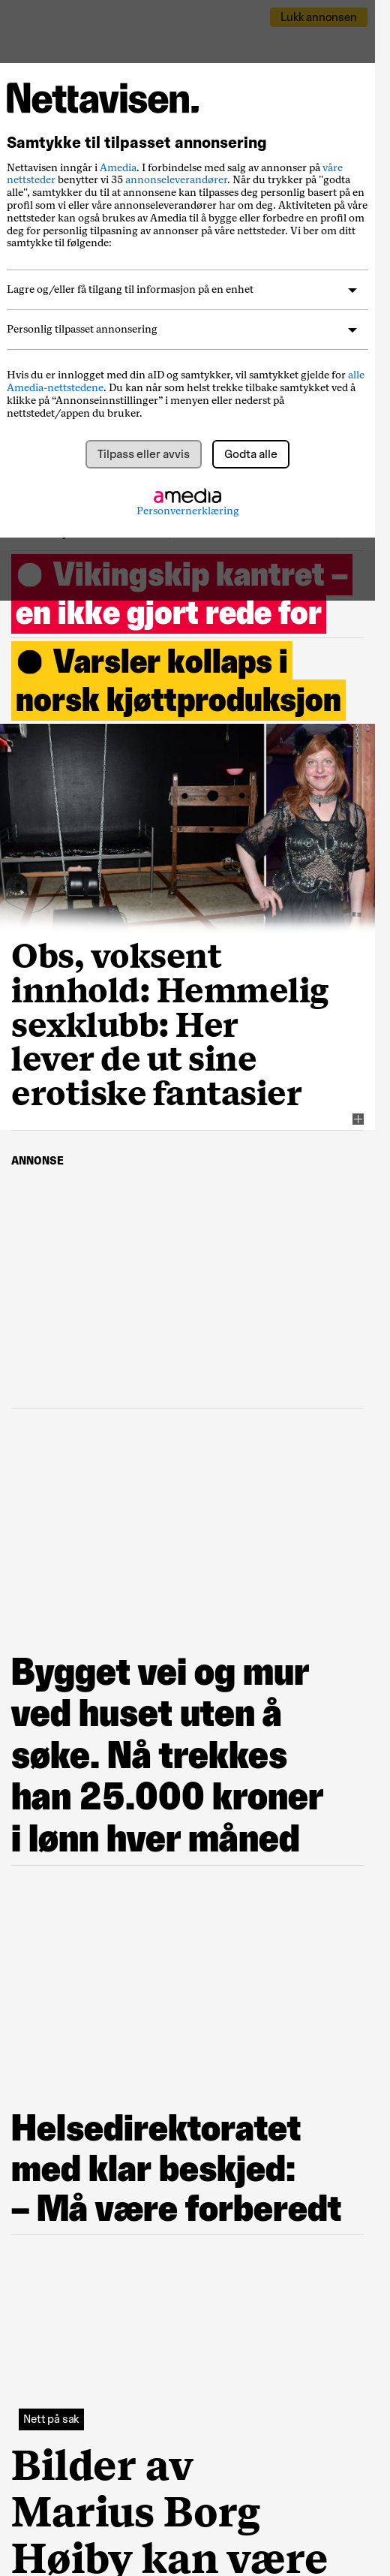 Lukk annonsen
Nettavisen.
Samtykke til tilpasset annonsering
Nettavisen inngår i Amedia. I forbindelse med salg av annonser på våre
nettsteder benytter vi 35 annonseleverandører. Når du trykker på "godta
alle", samtykker du til at annonsene kan tilpasses deg personlig basert på en
profil som vi eller våre annonseleverandører har om deg. Aktiviteten på våre
nettsteder kan også brukes av Amedia til å bygge eller forbedre en profil om
deg for personlig tilpasning av annonser på våre nettsteder. Vi ber om ditt
samtykke til følgende:
Lagre og/eller få tilgang til informasjon på en enhet
Personlig tilpasset annonsering
Hvis du er innlogget med din aID og samtykker, vil samtykket gjelde for alle
Amedia-nettstedene. Du kan når som helst trekke tilbake samtykket ved å
klikke på “Annonseinnstillinger” i menyen eller nederst på
nettstedet/appen du bruker.
Tilpass eller avvis
Godta alle
amedia
Personvernerklæring
Vikingskip kantret –
en ikke gjort rede for
Varsler kollaps i
norsk kjøttproduksjon
Obs, voksent
innhold: Hemmelig
sexklubb: Her
lever de ut sine
erotiske fantasier
ANNONSE
Bygget vei og mur
ved huset uten å
søke. Nå trekkes
han 25.000 kroner
i lønn hver måned
Helsedirektoratet
med klar beskjed:
– Må være forberedt
Nett på sak
Bilder av
Marius Borg
Høiby kan være